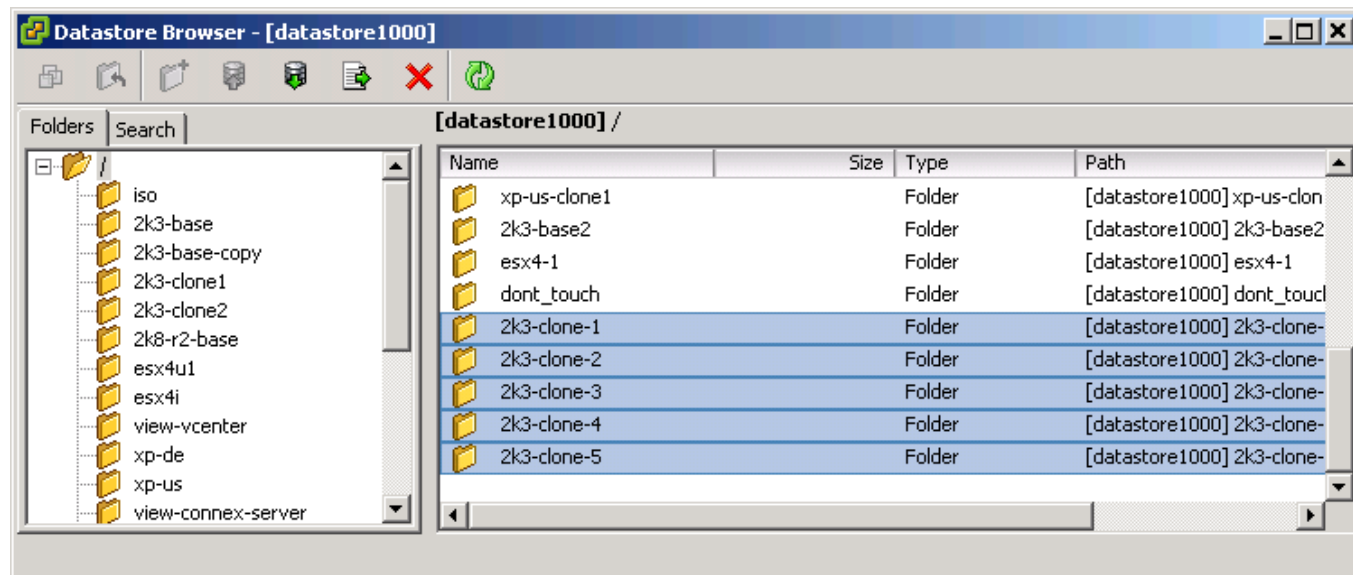 Datastore Browser - [datastore1000]
Folders
Search
[datastore1000] /
/
iso
2k3-base
2k3-base-copy
2k3-clone1
2k3-clone2
2k8-r2-base
esx4u1
esx4i
view-vcenter
xp-de
xp-us
view-connex-server
Name Size Type Path
xp-us-clone1 Folder [datastore1000] xp-us-clon
2k3-base2 Folder [datastore1000] 2k3-base2
esx4-1 Folder [datastore1000] esx4-1
dont_touch Folder [datastore1000] dont_toucl
2k3-clone-1 Folder [datastore1000] 2k3-clone-
2k3-clone-2 Folder [datastore1000] 2k3-clone-
2k3-clone-3 Folder [datastore1000] 2k3-clone-
2k3-clone-4 Folder [datastore1000] 2k3-clone-
2k3-clone-5 Folder [datastore1000] 2k3-clone-